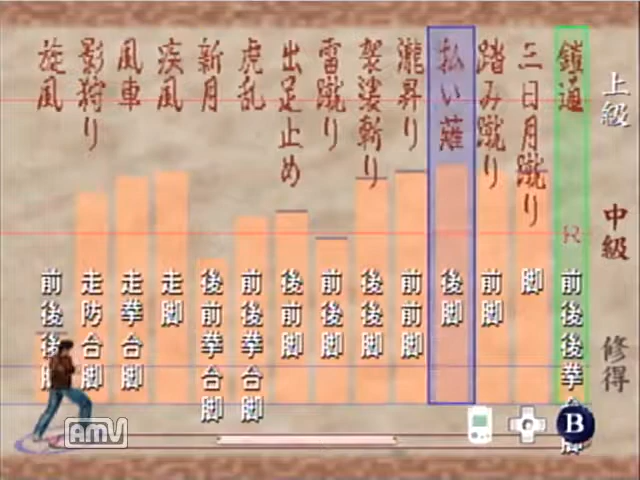 鎧通
三日月蹴り
踏み蹴り
払い薙
瀧昇り
袈裟斬り
雷蹴り
出足止め
虎乱
新月
疾風
風車
影狩り
旋風
上級
中級
修得
R
前後後拳台脚
脚
前脚
後脚
前前脚
後後脚
前後脚
後前脚
前後拳台脚
後前拳台脚
走脚
走拳台脚
走防台脚
前後後脚
B
AMV